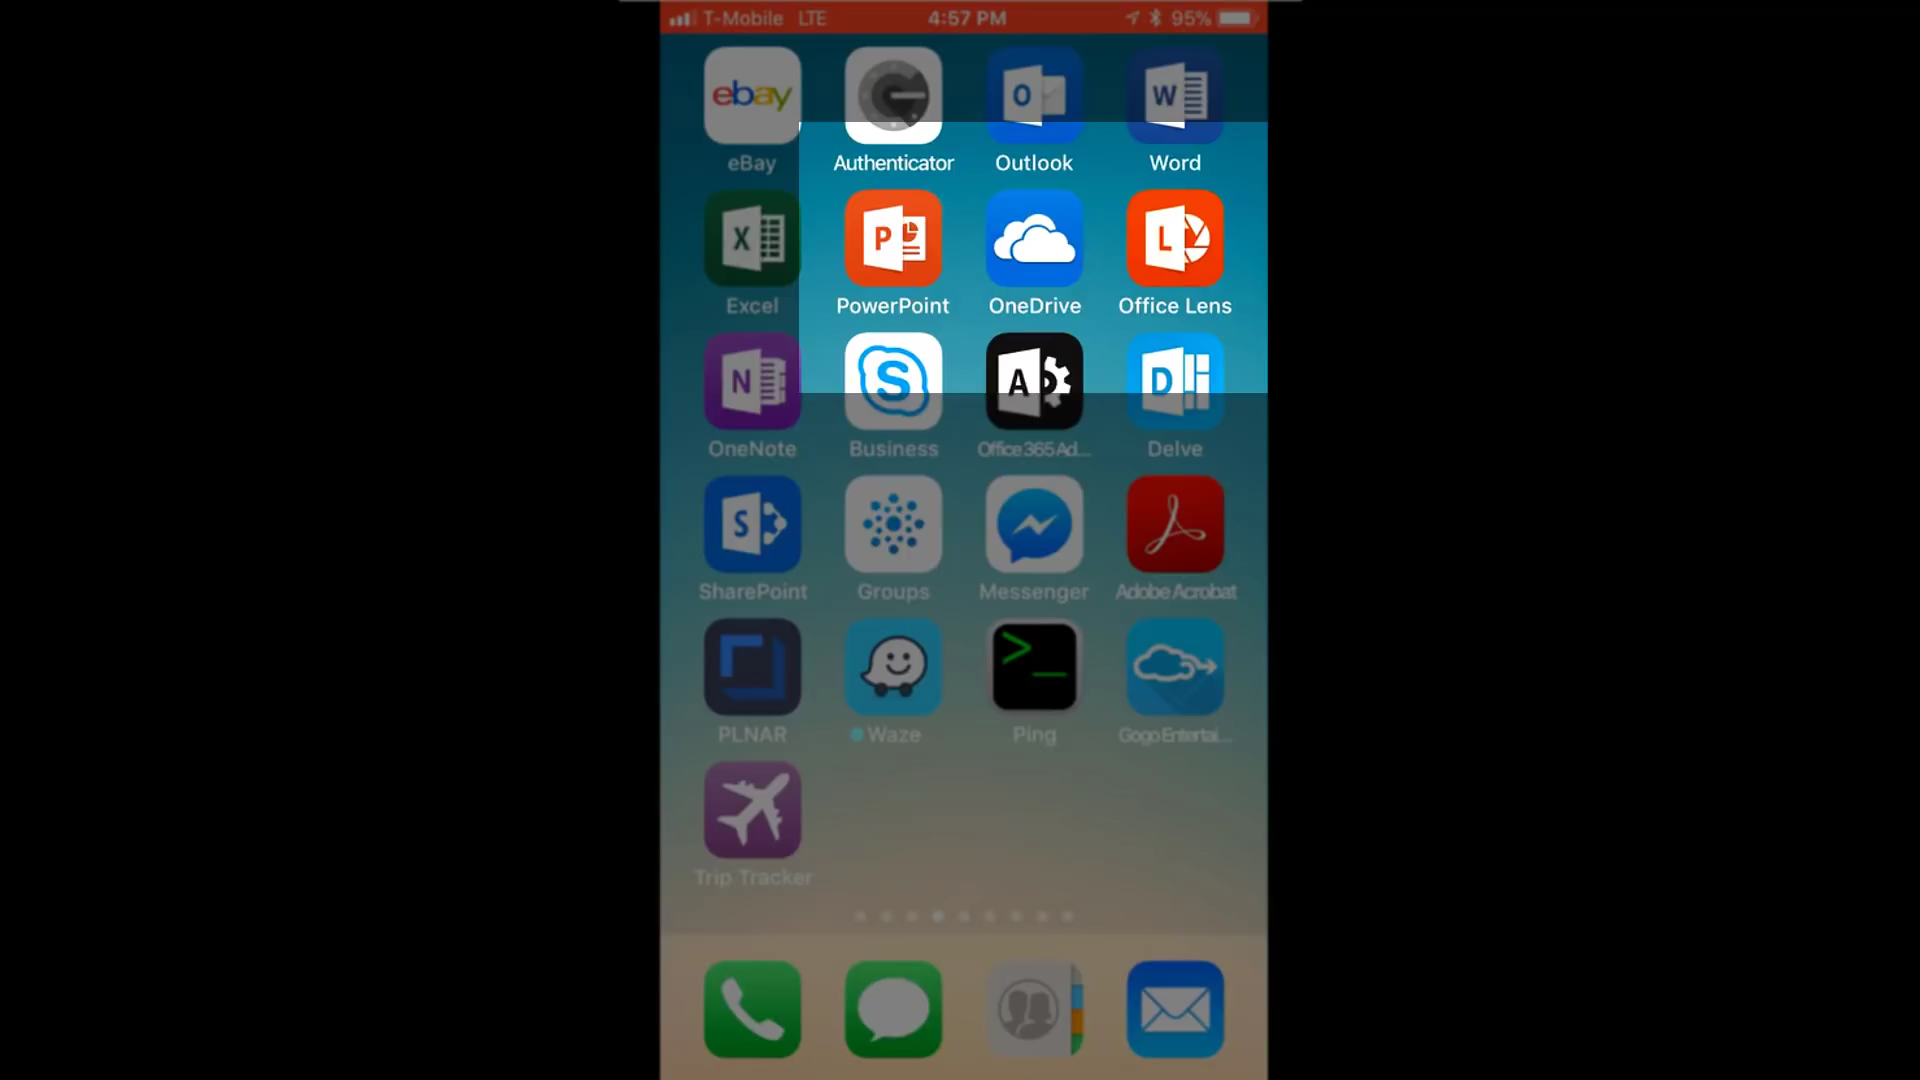 T-Mobile LTE 4:57 PM 95%
ebay O W
eBay Authenticator Outlook Word
X P L
Excel PowerPoint OneDrive Office Lens
N S A D
OneNote Business Office 365 Ad... Delve
S
SharePoint Groups Messenger Adobe Acrobat
>_
PLNAR Waze Ping Gogo Entertai...
Trip Tracker